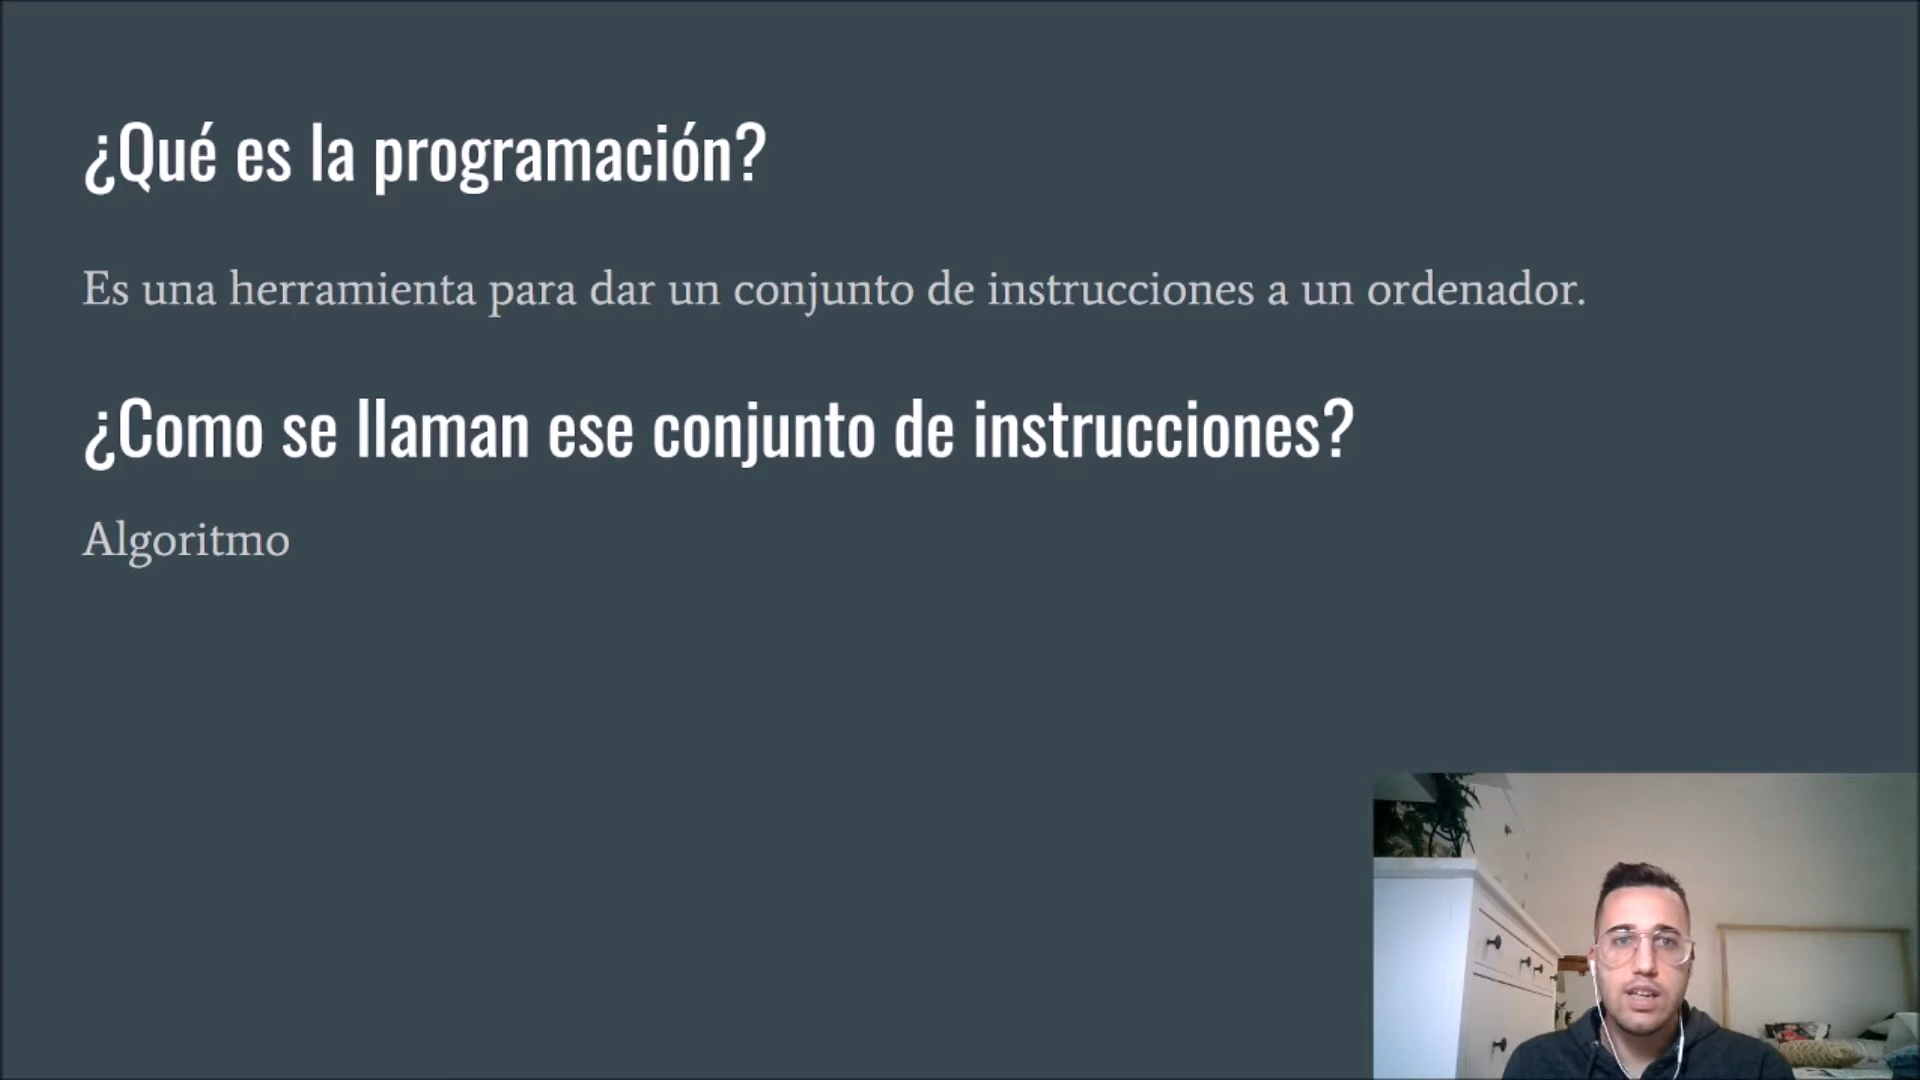 ¿Qué es la programación?
Es una herramienta para dar un conjunto de instrucciones a un ordenador.
¿Como se llaman ese conjunto de instrucciones?
Algoritmo